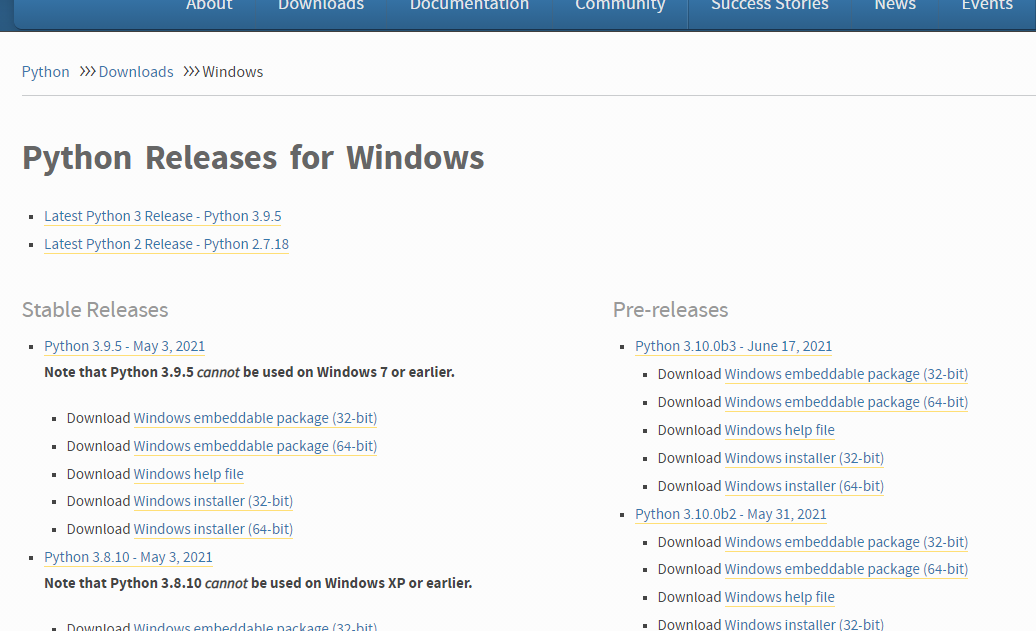 About Downloads Documentation Community Success Stories News Events
Python >>> Downloads >>> Windows
Python Releases for Windows
Latest Python 3 Release - Python 3.9.5
Latest Python 2 Release - Python 2.7.18
Stable Releases
Python 3.9.5 - May 3, 2021
Note that Python 3.9.5 cannot be used on Windows 7 or earlier.
Download Windows embeddable package (32-bit)
Download Windows embeddable package (64-bit)
Download Windows help file
Download Windows installer (32-bit)
Download Windows installer (64-bit)
Python 3.8.10 - May 3, 2021
Note that Python 3.8.10 cannot be used on Windows XP or earlier.
Download Windows embeddable package (32-bit)
Pre-releases
Python 3.10.0b3 - June 17, 2021
Download Windows embeddable package (32-bit)
Download Windows embeddable package (64-bit)
Download Windows help file
Download Windows installer (32-bit)
Download Windows installer (64-bit)
Python 3.10.0b2 - May 31, 2021
Download Windows embeddable package (32-bit)
Download Windows embeddable package (64-bit)
Download Windows help file
Download Windows installer (32-bit)